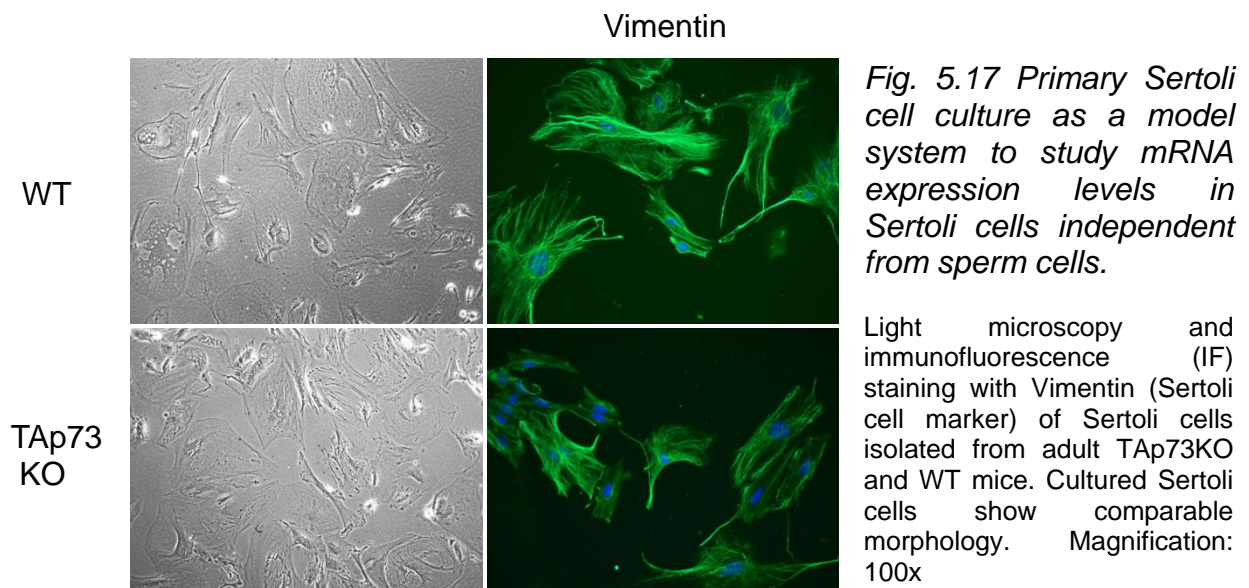 Vimentin
WT
TAp73
KO
Fig. 5.17 Primary Sertoli
cell culture as a model
system to study mRNA
expression levels in
Sertoli cells independent
from sperm cells.
Light microscopy and
immunofluorescence (IF)
staining with Vimentin (Sertoli
cell marker) of Sertoli cells
isolated from adult TAp73KO
and WT mice. Cultured Sertoli
cells show comparable
morphology. Magnification:
100x